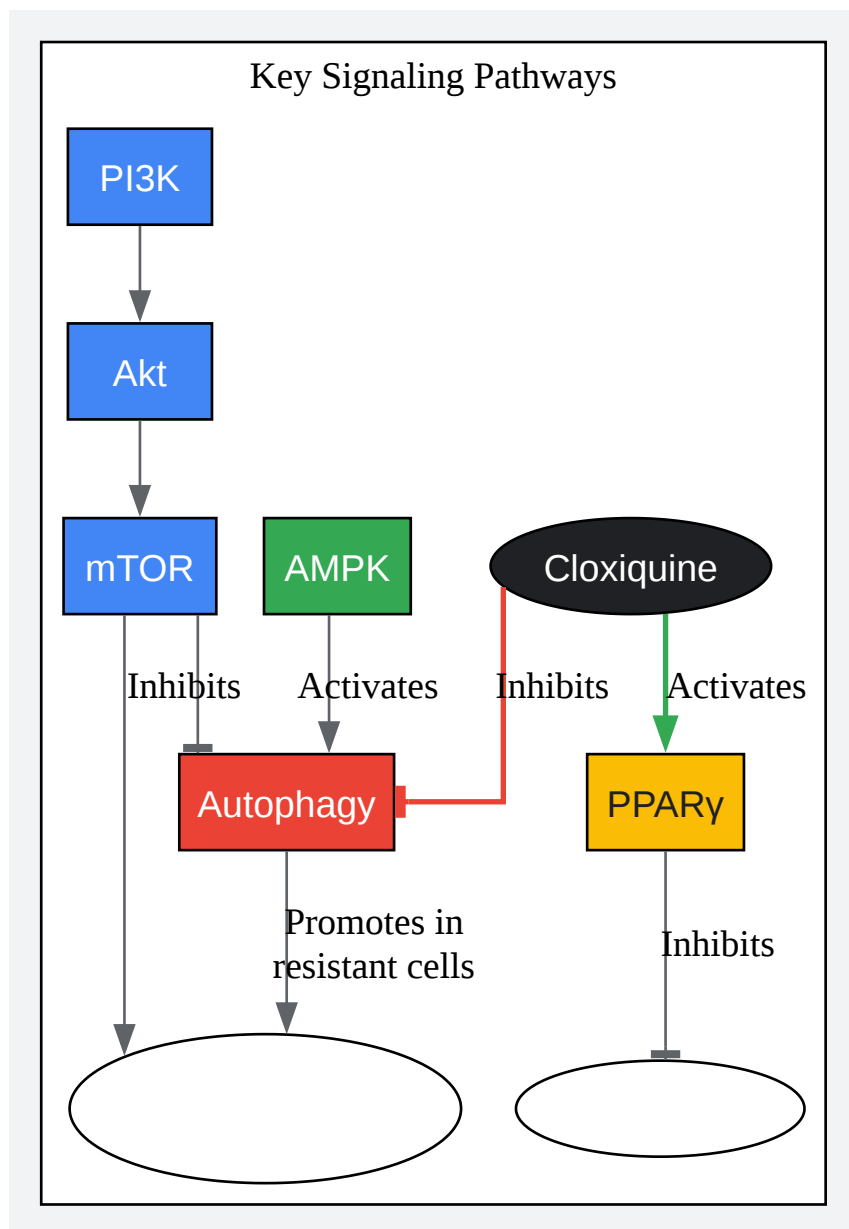 Key Signaling Pathways
PI3K
Akt
mTOR
AMPK
Cloxiquine
Inhibits
Activates
Inhibits
Activates
Autophagy
PPARγ
Promotes in
resistant cells
Inhibits